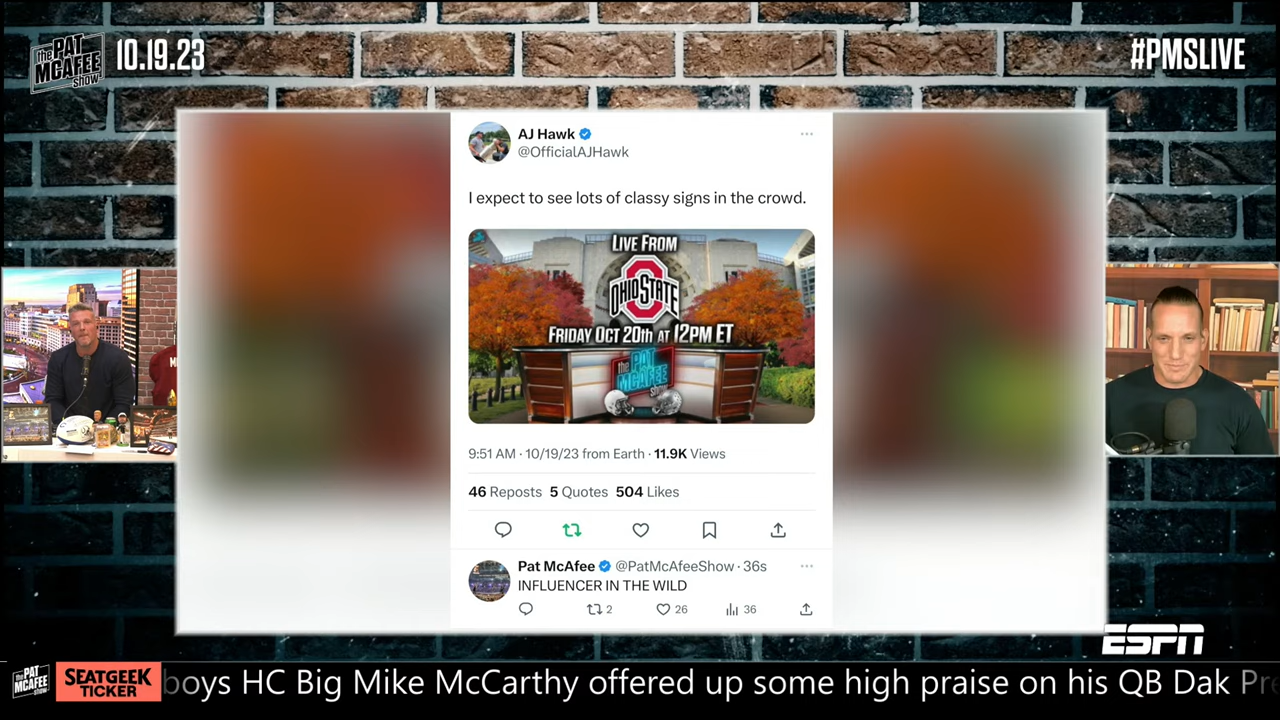 the PAT MCAFEE show
10.19.23
#PMSLIVE
AJ Hawk
@OfficialAJHawk
I expect to see lots of classy signs in the crowd.
LIVE FROM
OHIO STATE
FRIDAY OCT 20th AT 12PM ET
the PAT MCAFEE show
9:51 AM · 10/19/23 from Earth · 11.9K Views
46 Reposts 5 Quotes 504 Likes
Pat McAfee @PatMcAfeeShow · 36s
INFLUENCER IN THE WILD
2 26 36
ESPN
the PAT MCAFEE show
SEATGEEK
TICKER
boys HC Big Mike McCarthy offered up some high praise on his QB Dak Pre